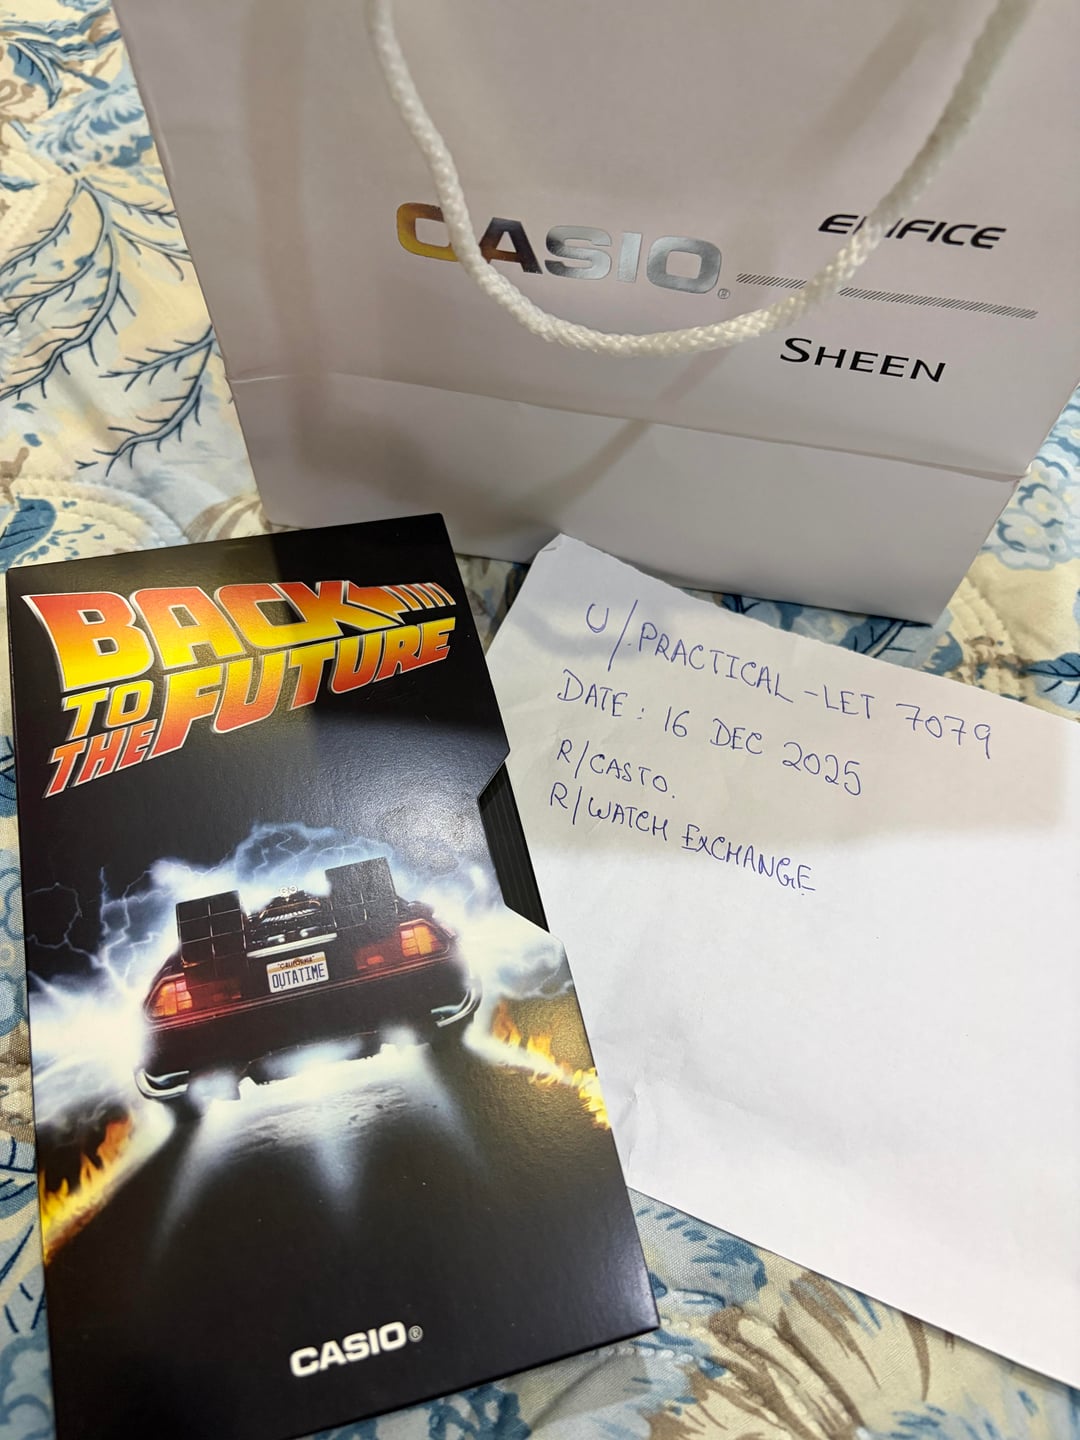 CASIO®
EDIFICE
SHEEN
BACK
TO THE FUTURE
CALIFORNIA
OUTATIME
CASIO®
U/PRACTICAL-LET 7079
DATE: 16 DEC 2025
R/CASIO.
R/WATCH EXCHANGE